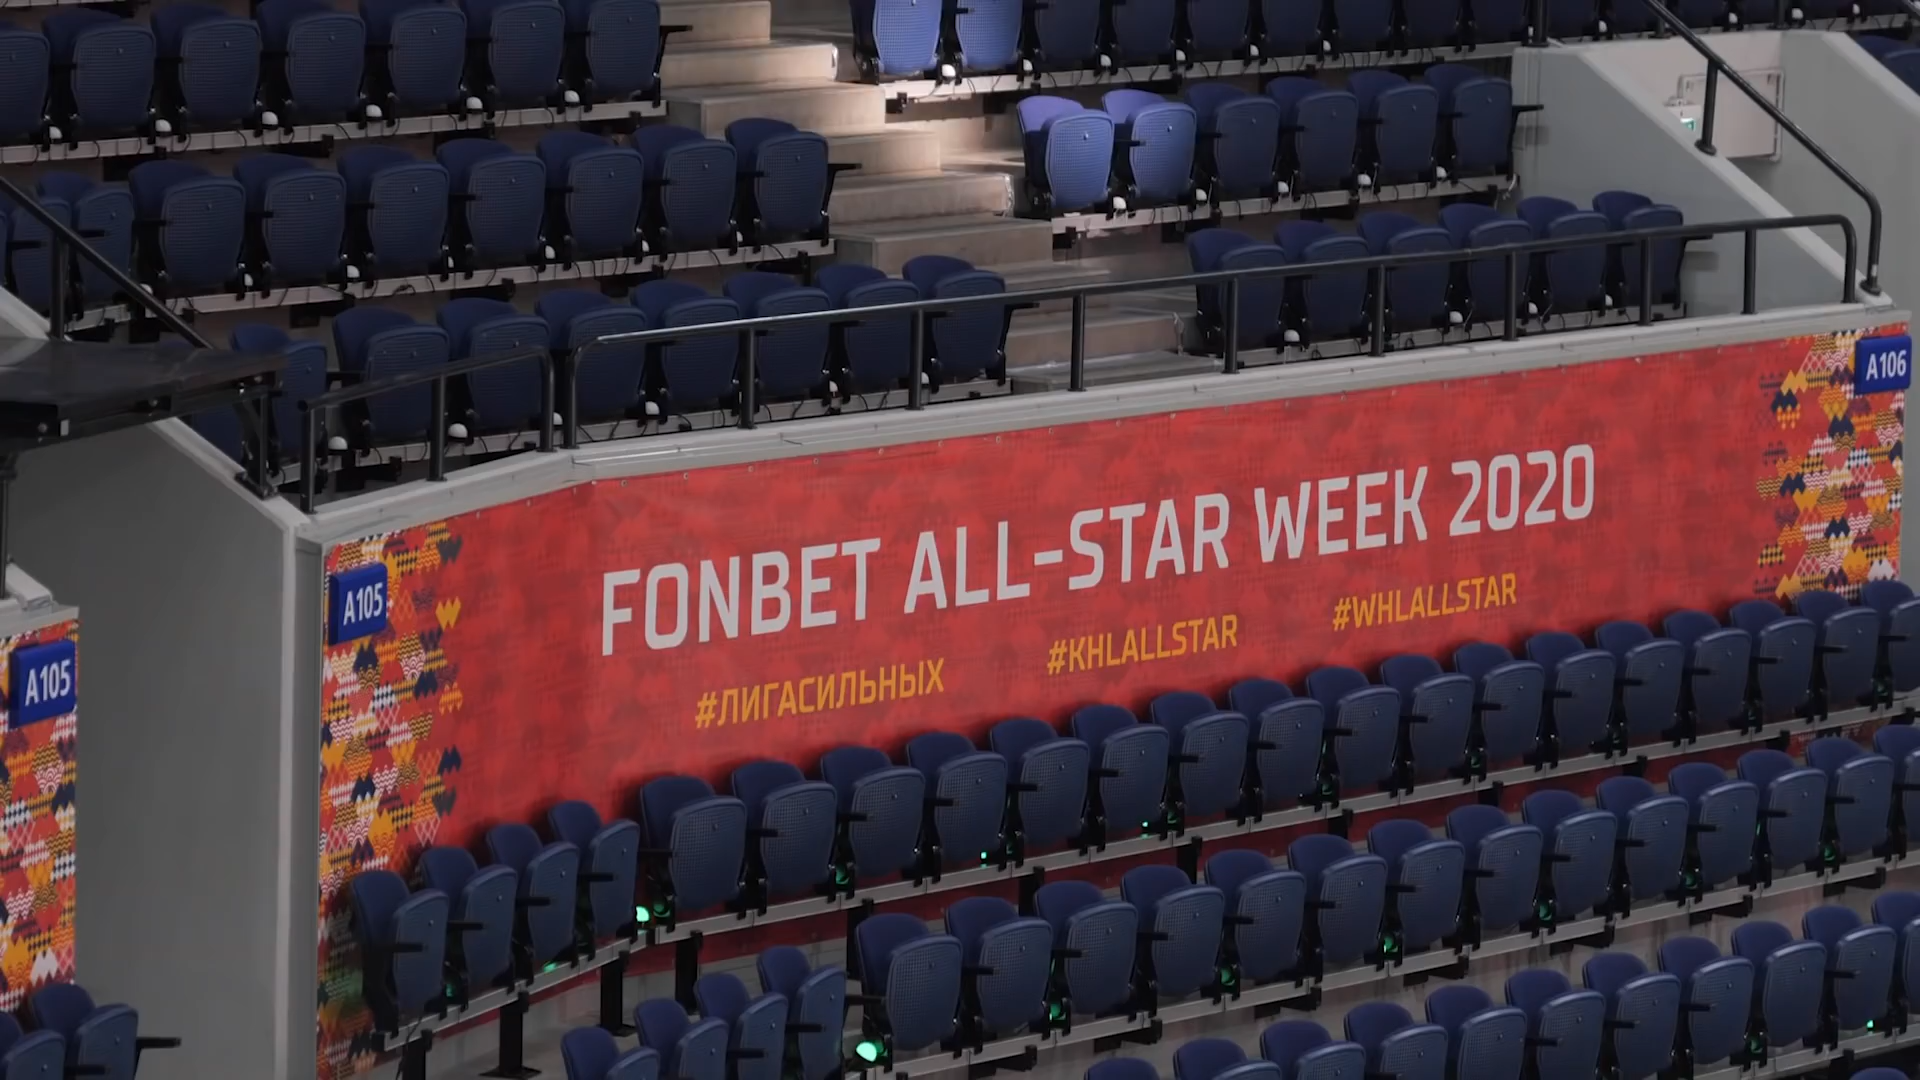 A106
FONBET ALL-STAR WEEK 2020
A105
#WHLALLSTAR
#KHLALLSTAR
#ЛИГАСИЛЬНЫХ
A105